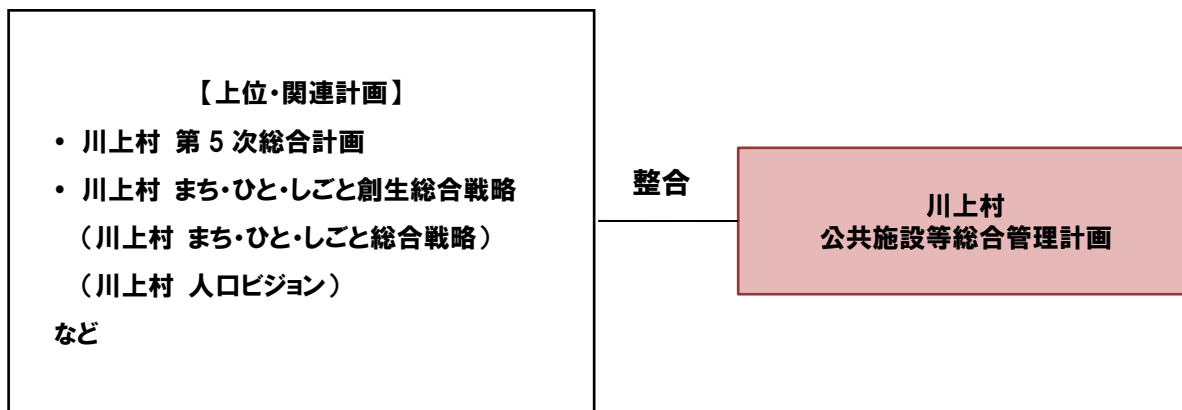 【上位・関連計画】
• 川上村 第5次総合計画
• 川上村 まち・ひと・しごと創生総合戦略
（川上村 まち・ひと・しごと総合戦略）
（川上村 人口ビジョン）
など
整合
川上村
公共施設等総合管理計画